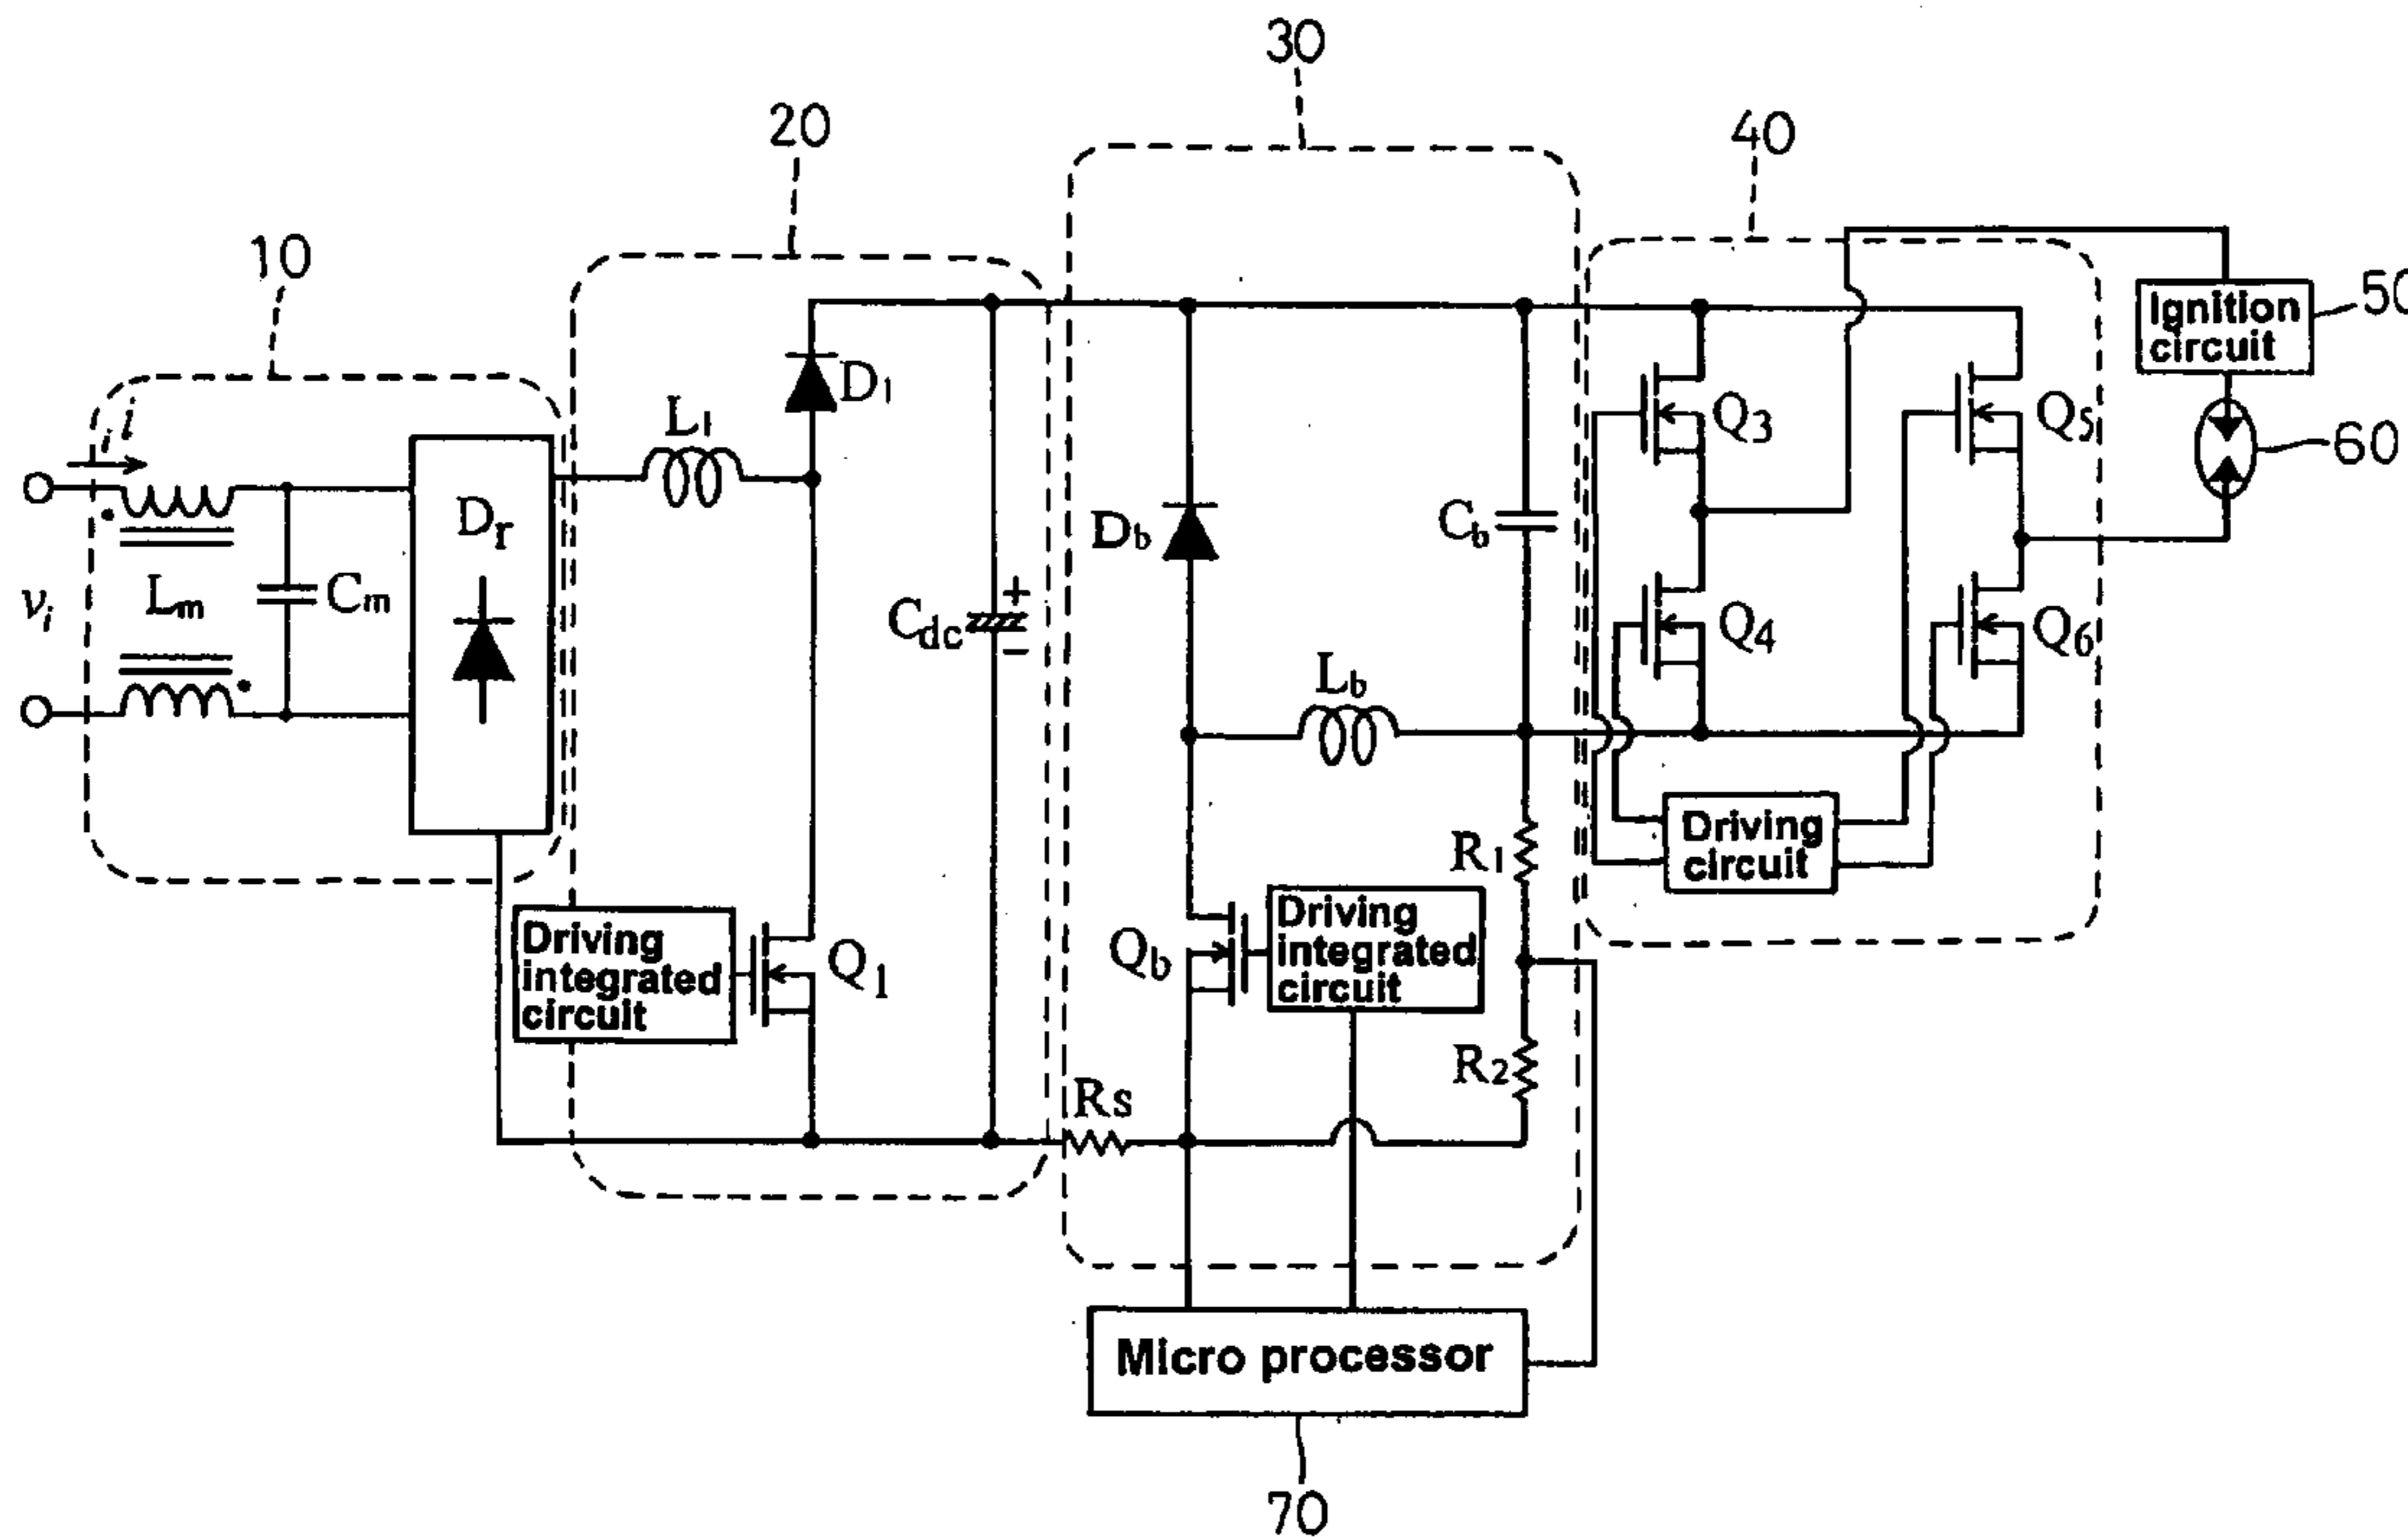 30
20
40
10
50
Ignition
circuit
i
D1
L1
Q3
Q5
60
Dr
Cb
Db
vi
Lm
Cm
Cdc
+
−
Q4
Q6
Lb
Driving
circuit
R1
Driving
integrated
circuit
Q1
Qb
Driving
integrated
circuit
R2
Rs
Micro processor
70